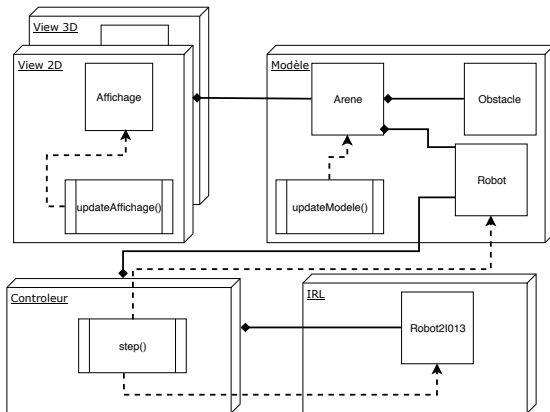 View 3D
View 2D
Affichage
updateAffichage()
Modèle
Arene
Obstacle
updateModele()
Robot
Controleur
step()
IRL
Robot2I013